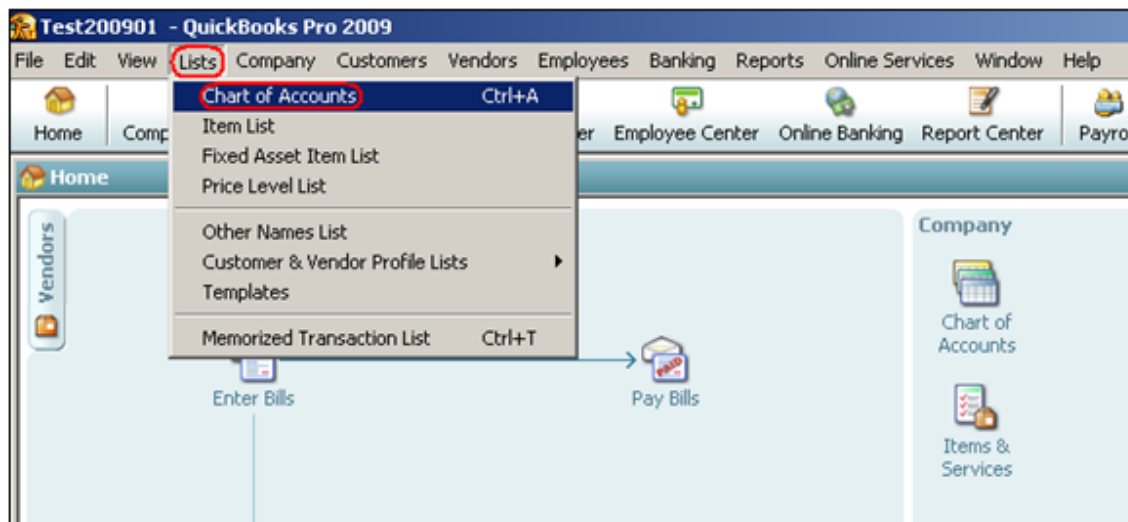 Test200901 - QuickBooks Pro 2009
File Edit View Lists Company Customers Vendors Employees Banking Reports Online Services Window Help
Chart of Accounts Ctrl+A
Item List
Fixed Asset Item List
Price Level List
Other Names List
Customer & Vendor Profile Lists
Templates
Memorized Transaction List Ctrl+T
Home Employee Center Online Banking Report Center
Home
Vendors
Enter Bills
PAID
Pay Bills
Company
Chart of
Accounts
Items &
Services